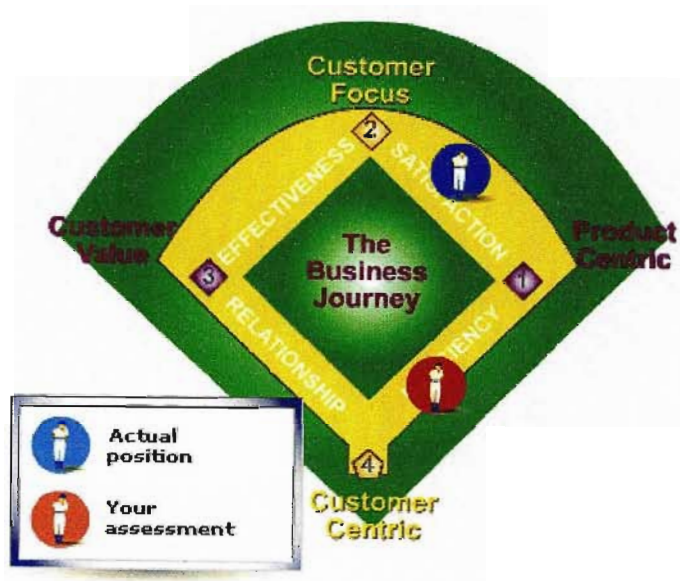 Customer
Focus
2
EFFECTIVENESS
SATISFACTION
Customer
Value
Product
Centric
The
Business
Journey
3
1
RELATIONSHIP
IENCY
4
Customer
Centric
Actual
position
Your
assessment